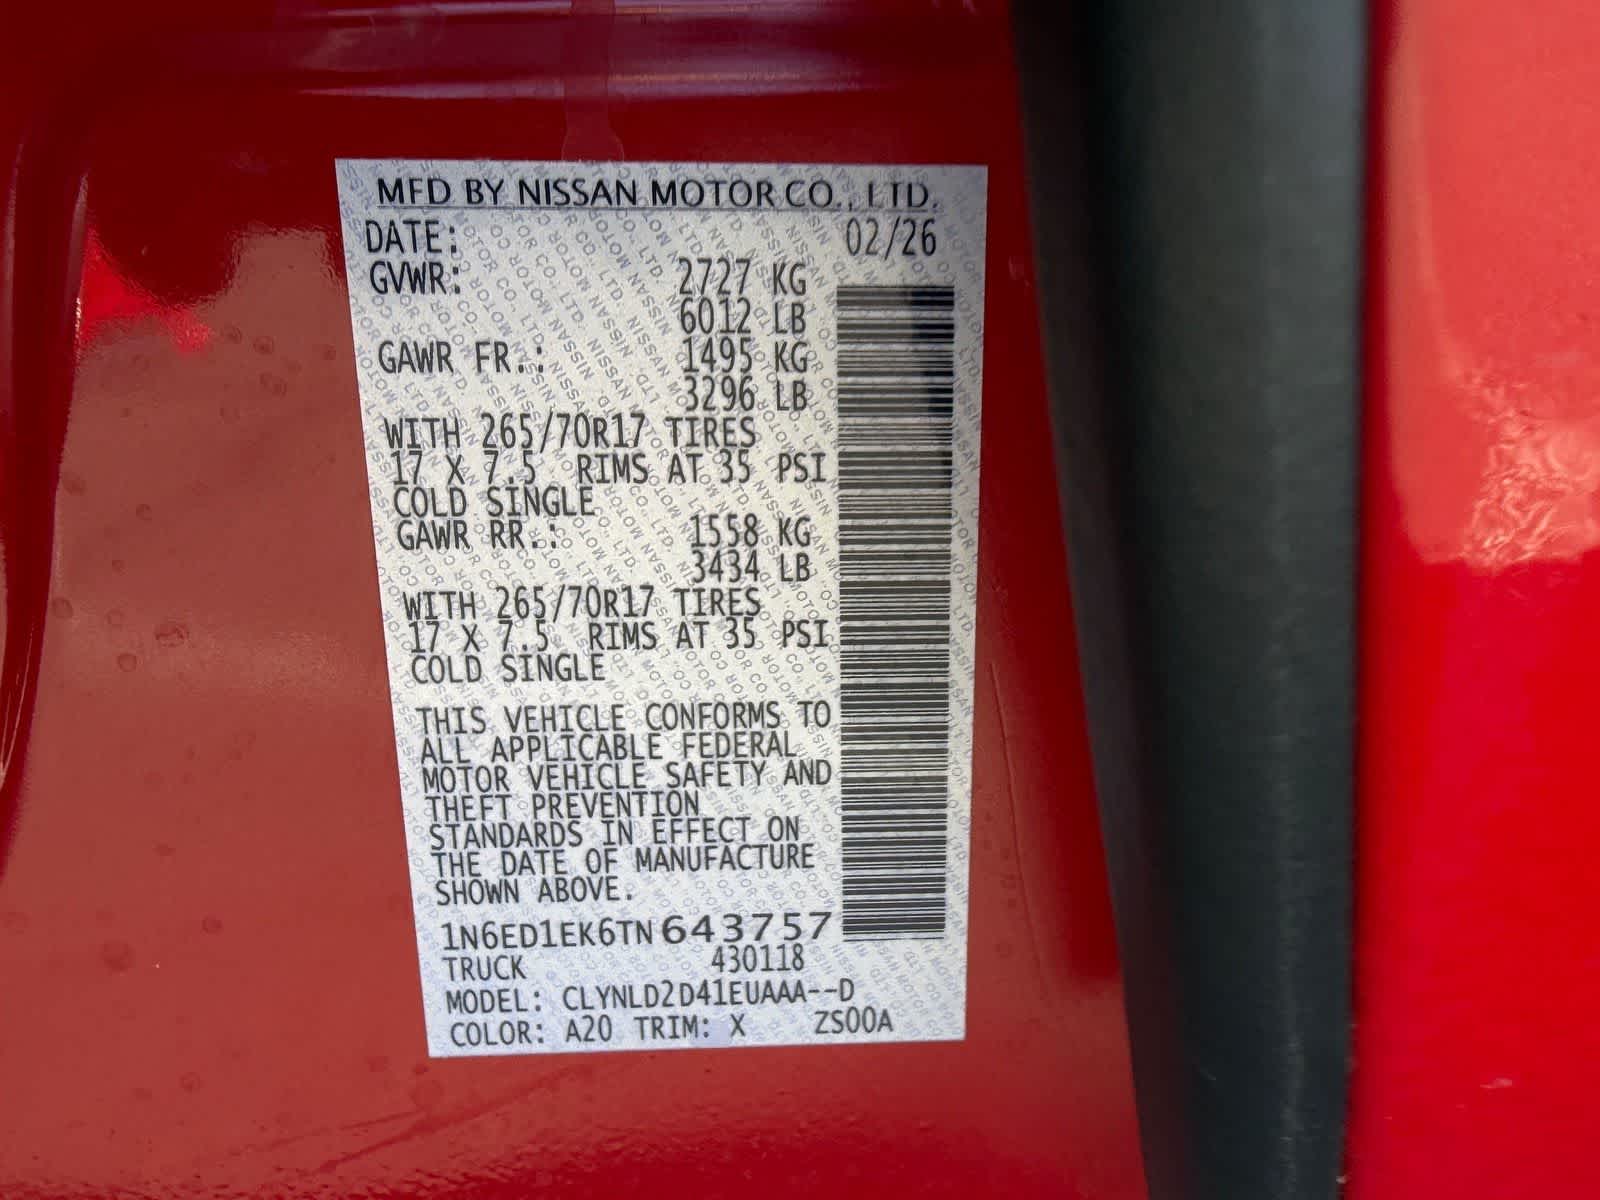 MFD BY NISSAN MOTOR CO., LTD.
DATE: 02/26
GVWR: 2727 KG
6012 LB
GAWR FR.: 1495 KG
3296 LB
WITH 265/70R17 TIRES
17 X 7.5 RIMS AT 35 PSI
COLD SINGLE
GAWR RR.: 1558 KG
3434 LB
WITH 265/70R17 TIRES
17 X 7.5 RIMS AT 35 PSI
COLD SINGLE
THIS VEHICLE CONFORMS TO
ALL APPLICABLE FEDERAL
MOTOR VEHICLE SAFETY AND
THEFT PREVENTION
STANDARDS IN EFFECT ON
THE DATE OF MANUFACTURE
SHOWN ABOVE.
1N6ED1EK6TN643757
TRUCK 430118
MODEL: CLYNLD2D41EUAAA--D
COLOR: A20 TRIM: X ZS00A